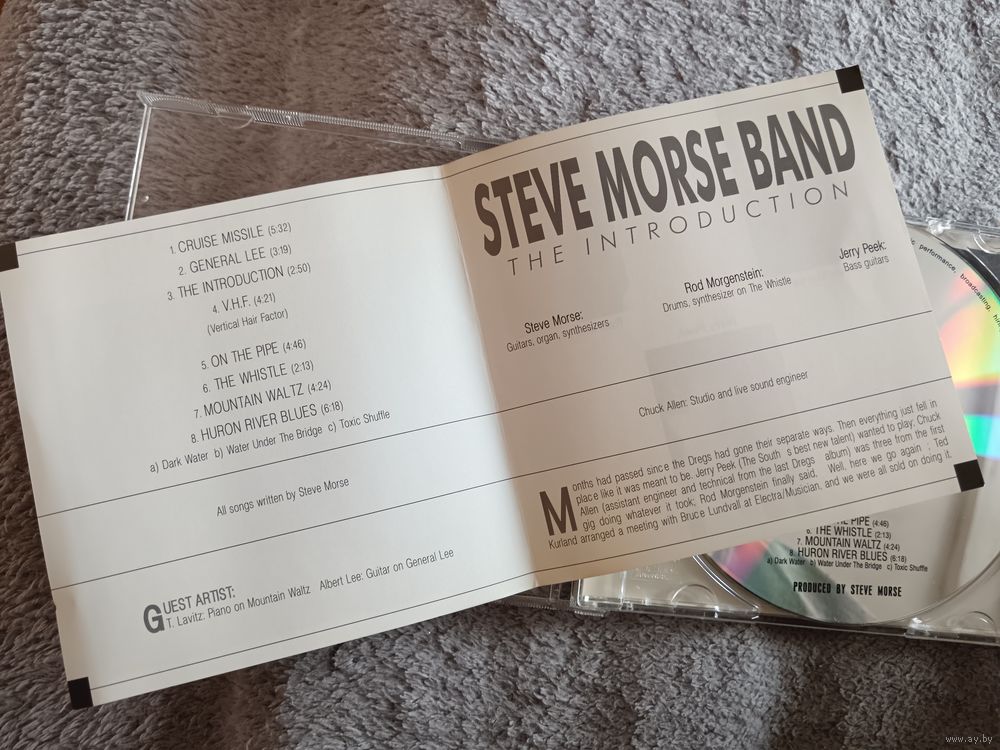 1. CRUISE MISSILE (5:32)
2. GENERAL LEE (3:19)
3. THE INTRODUCTION (2:50)
4. V.H.F. (4:21)
(Vertical Hair Factor)
5. ON THE PIPE (4:46)
6. THE WHISTLE (2:13)
7. MOUNTAIN WALTZ (4:24)
8. HURON RIVER BLUES (6:18)
a) Dark Water b) Water Under The Bridge c) Toxic Shuffle
All songs written by Steve Morse
GUEST ARTIST:
T. Lavitz: Piano on Mountain Waltz Albert Lee: Guitar on General Lee
STEVE MORSE BAND
THE INTRODUCTION
Steve Morse:
Guitars, organ, synthesizers
Rod Morgenstein:
Drums, synthesizer on The Whistle
Jerry Peek:
Bass guitars
Chuck Allen: Studio and live sound engineer
Months had passed since the Dregs had gone their separate ways. Then everything just fell in
place like it was meant to be. Jerry Peek (The South s best new talent) wanted to play; Chuck
Allen (assistant engineer and technical from the last Dregs album) was three from the first
gig doing whatever it took; Rod Morgenstein finally said, Well, here we go again ; Ted
Kurland arranged a meeting with Bruce Lundvall at Electra/Musician, and we were all sold on doing it.
performance, broadcasting,
THE PIPE (4:46)
6. THE WHISTLE (2:13)
7. MOUNTAIN WALTZ (4:24)
8. HURON RIVER BLUES (6:18)
a) Dark Water b) Water Under The Bridge c) Toxic Shuffle
PRODUCED BY STEVE MORSE
www.ay.by